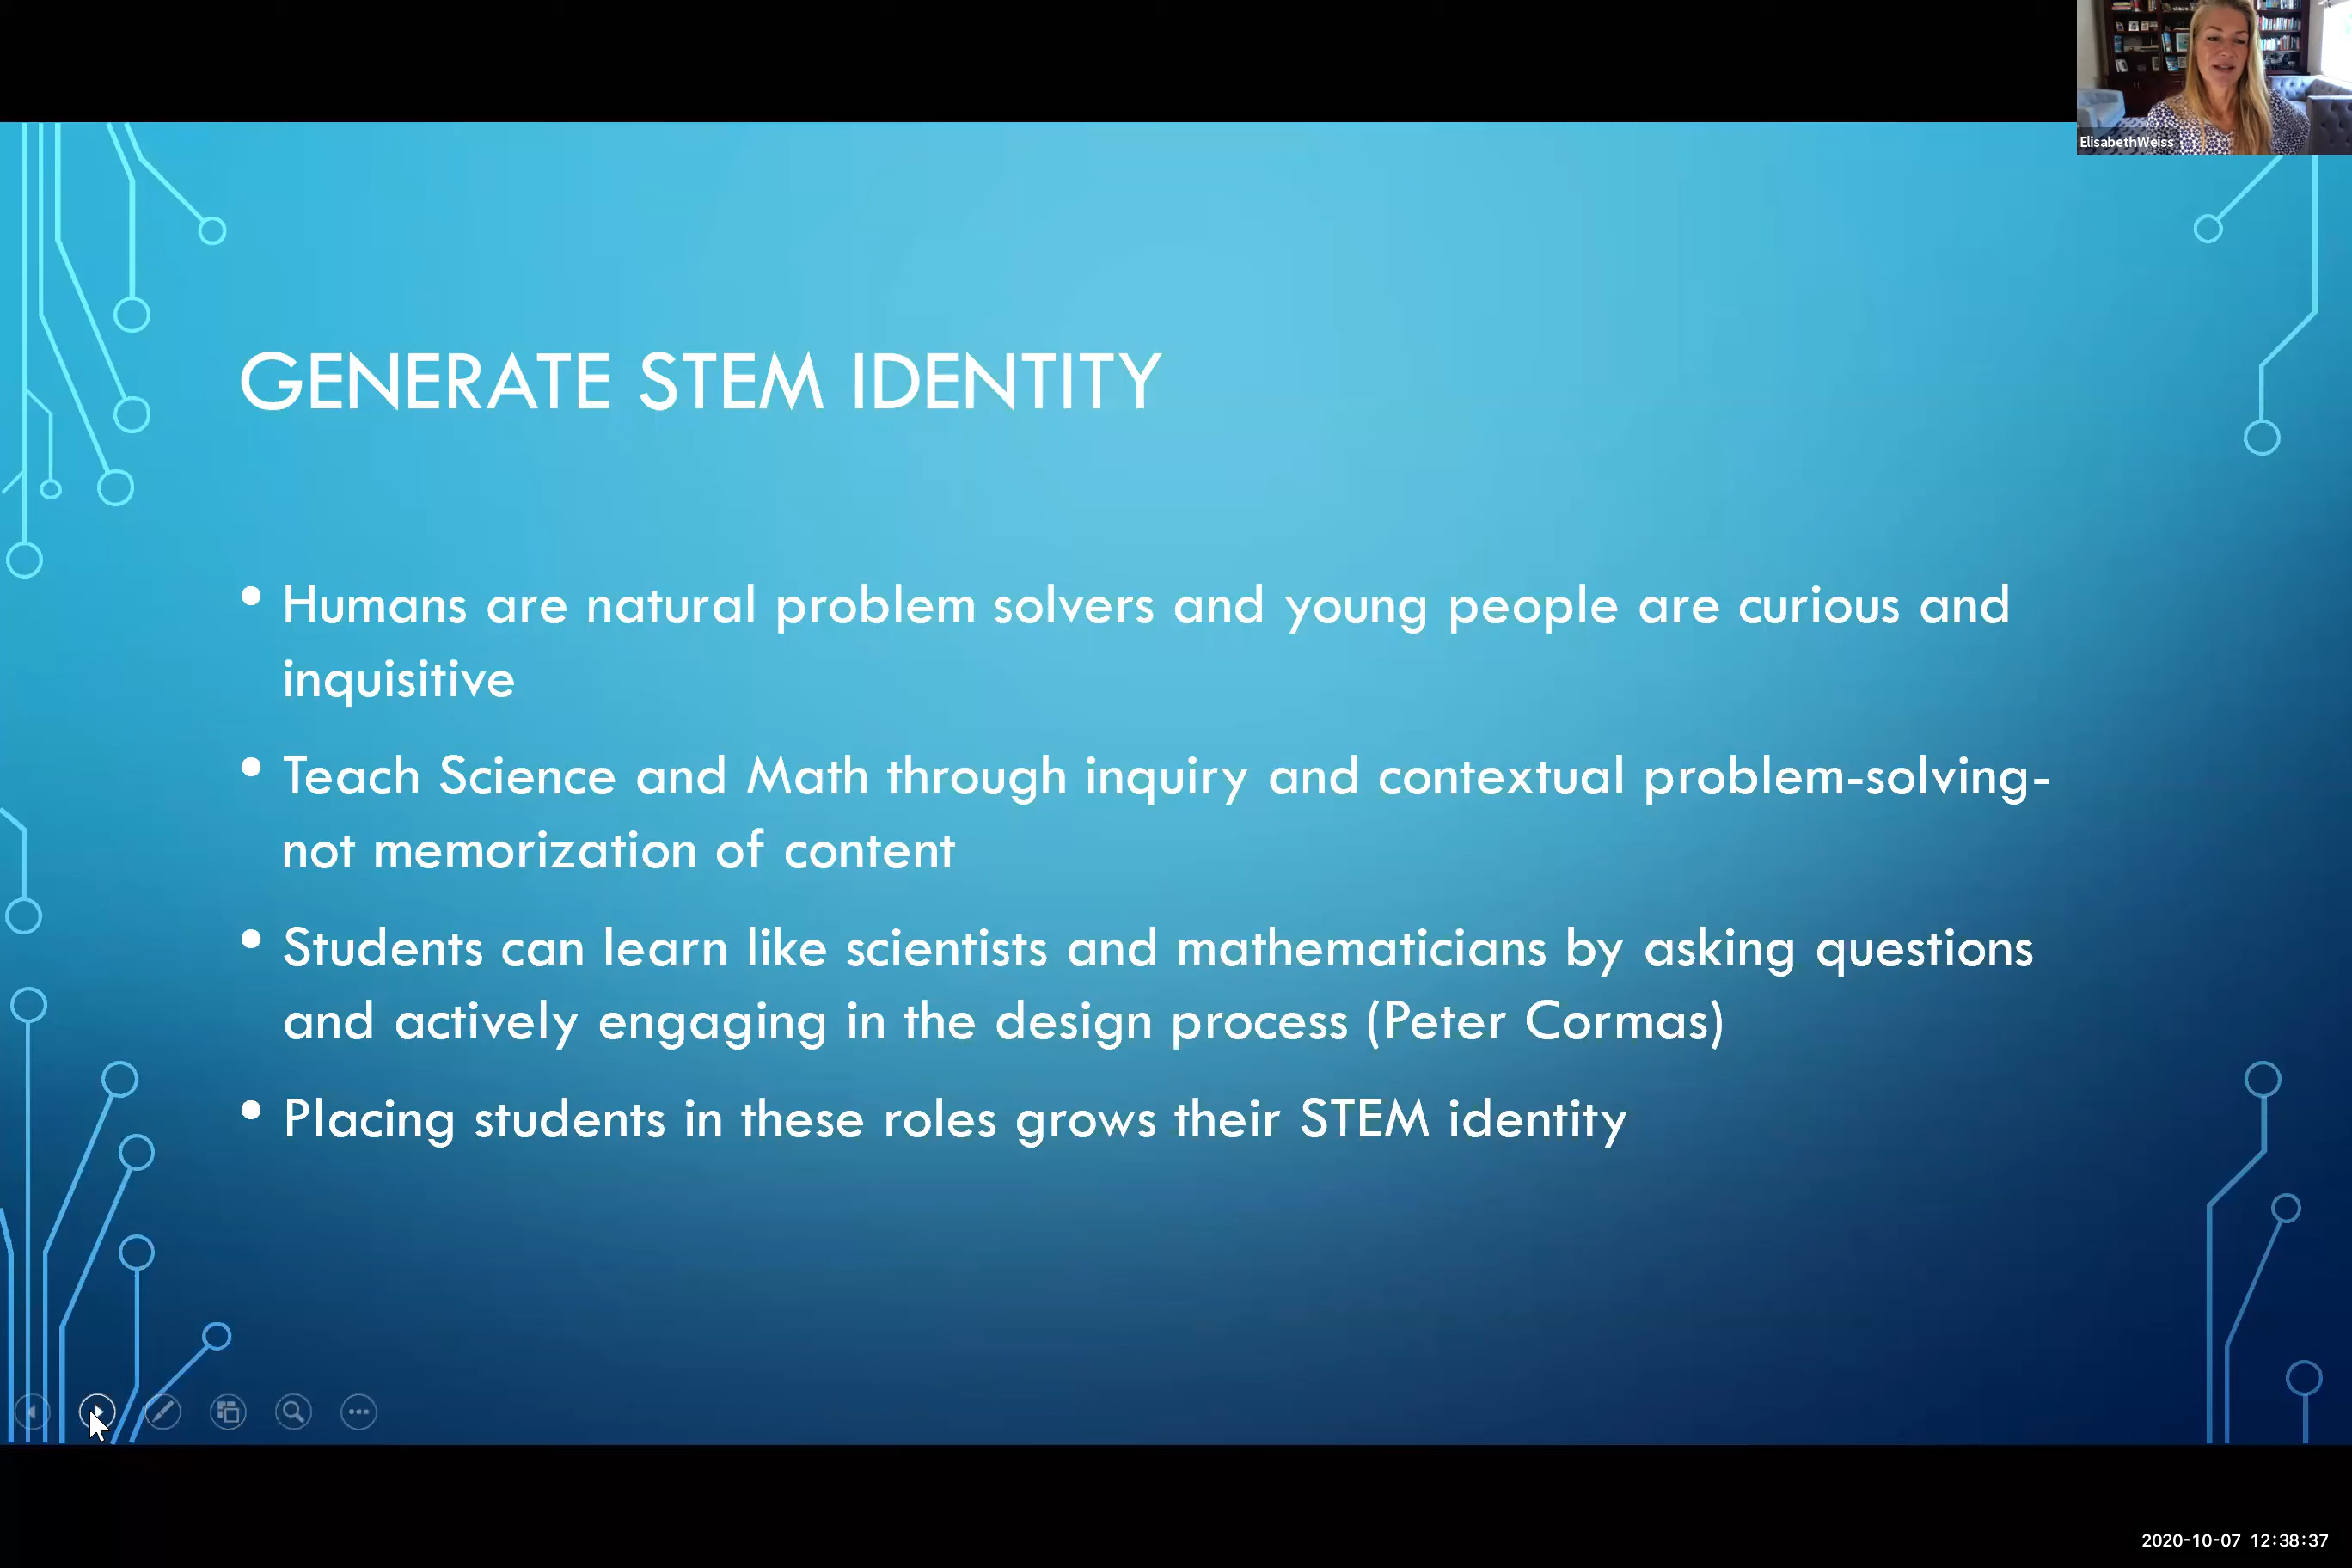 ElisabethWeiss
GENERATE STEM IDENTITY
• Humans are natural problem solvers and young people are curious and
inquisitive
• Teach Science and Math through inquiry and contextual problem-solving-
not memorization of content
• Students can learn like scientists and mathematicians by asking questions
and actively engaging in the design process (Peter Cormas)
• Placing students in these roles grows their STEM identity
2020-10-07 12:38:37